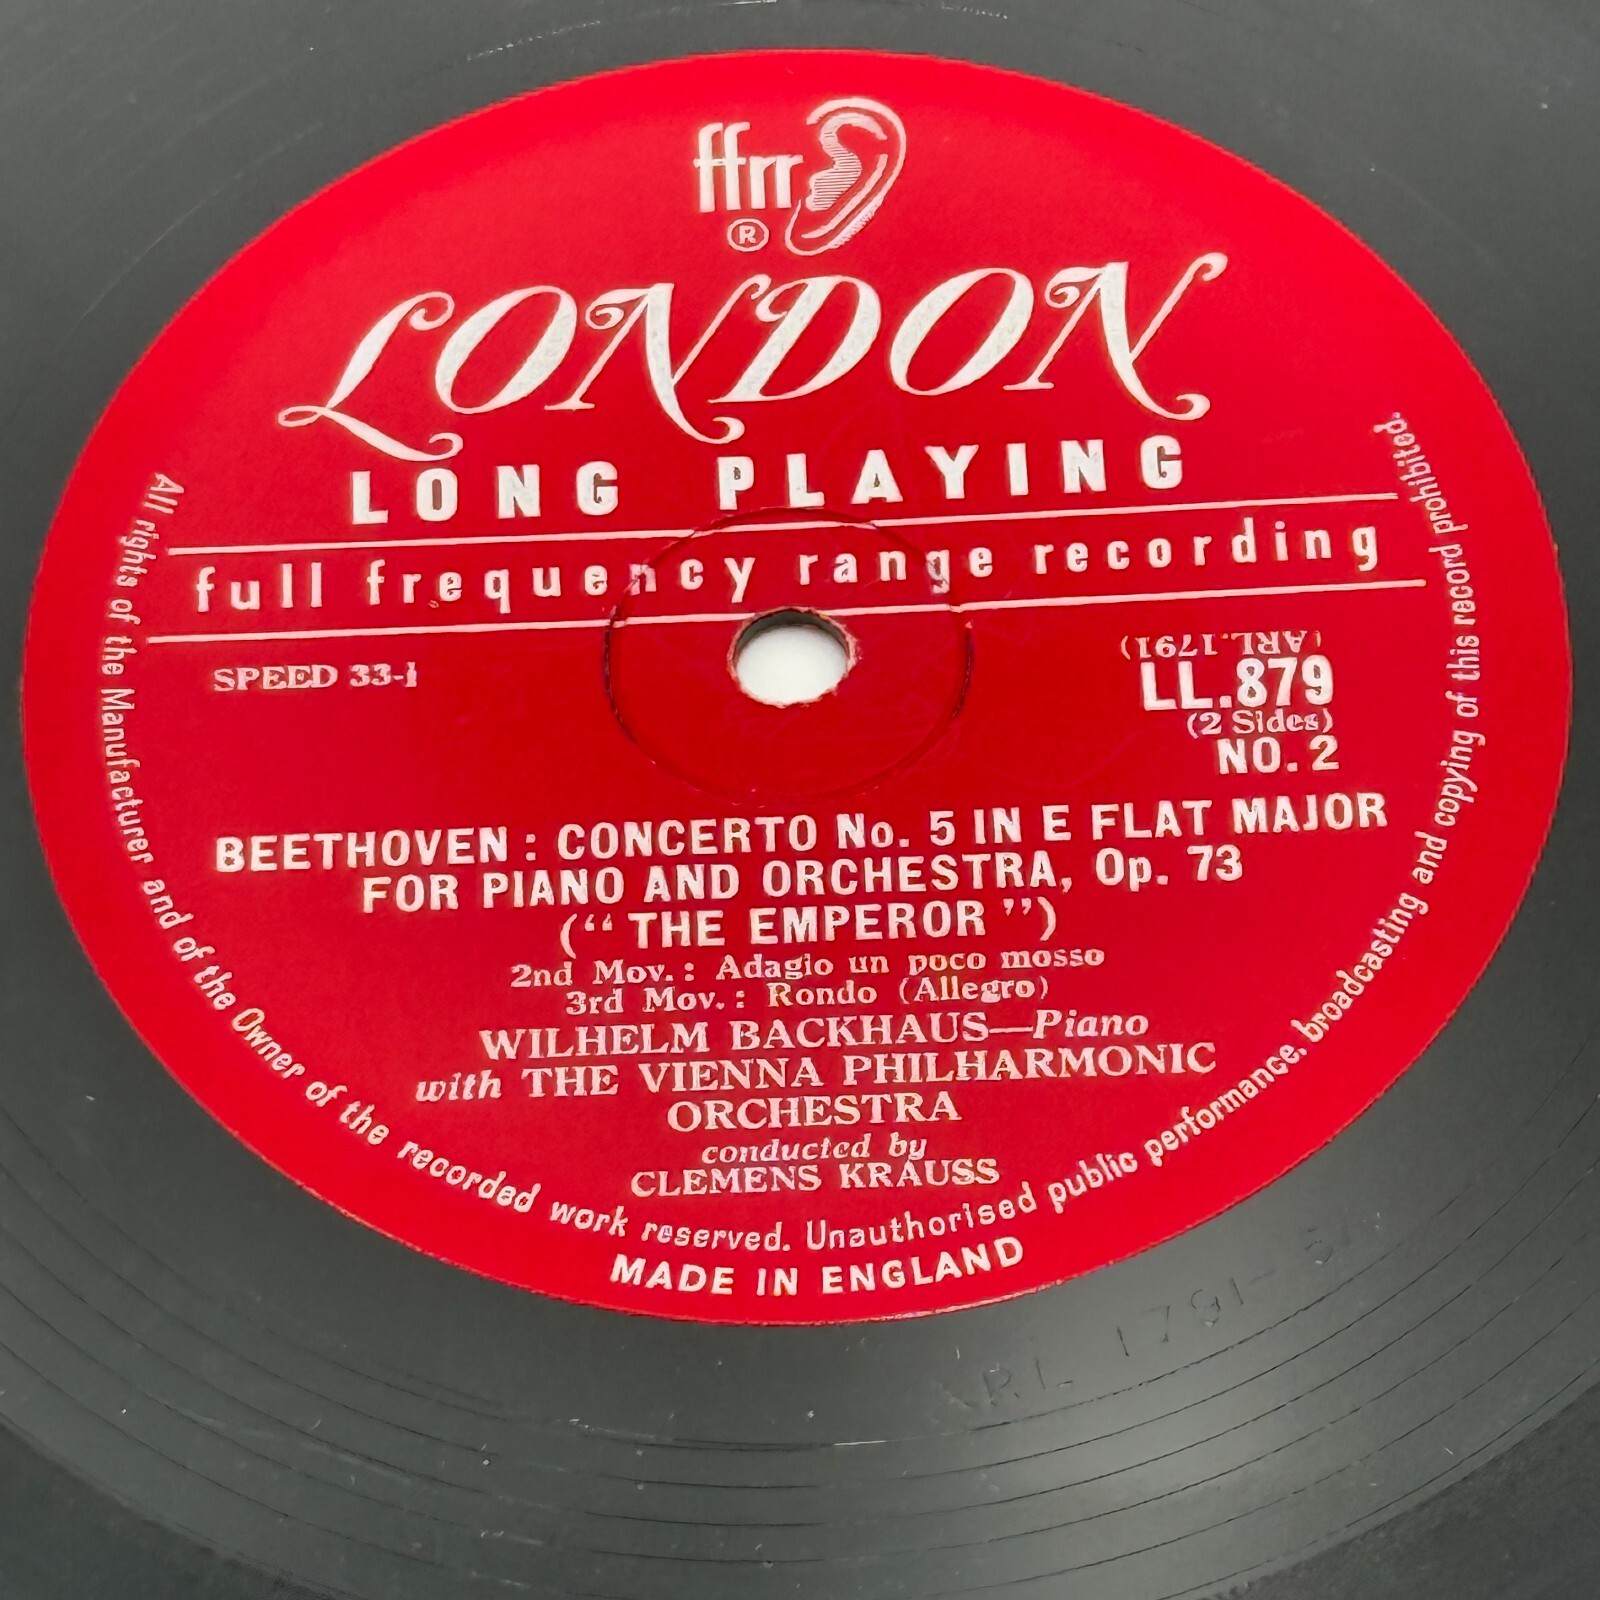 ffrr
®
LONDON
LONG PLAYING
full frequency range recording
SPEED 33-1
(ARL.1791)
LL.879
(2 Sides)
NO. 2
BEETHOVEN : CONCERTO No. 5 IN E FLAT MAJOR
FOR PIANO AND ORCHESTRA, Op. 73
(“ THE EMPEROR ”)
2nd Mov. : Adagio un poco mosso
3rd Mov. : Rondo (Allegro)
WILHELM BACKHAUS—Piano
with THE VIENNA PHILHARMONIC
ORCHESTRA
conducted by
CLEMENS KRAUSS
All rights of the Manufacturer and of the Owner of the recorded work reserved. Unauthorised public performance, broadcasting and copying of this record prohibited.
MADE IN ENGLAND
ARL 1791-